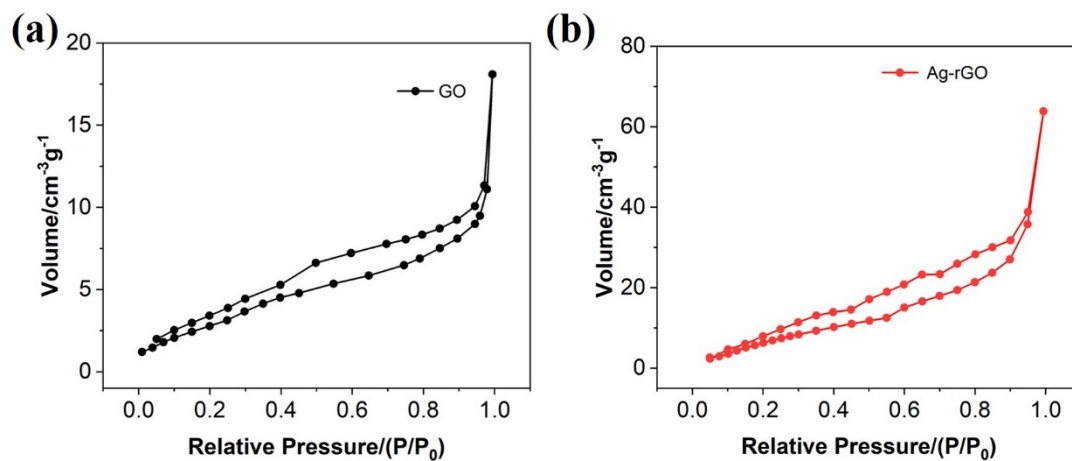 (a)
20
15
10
5
0
GO
Volume/cm⁻³g⁻¹
0.0 0.2 0.4 0.6 0.8 1.0
Relative Pressure/(P/P₀)
(b)
80
60
40
20
0
Ag-rGO
Volume/cm⁻³g⁻¹
0.0 0.2 0.4 0.6 0.8 1.0
Relative Pressure/(P/P₀)